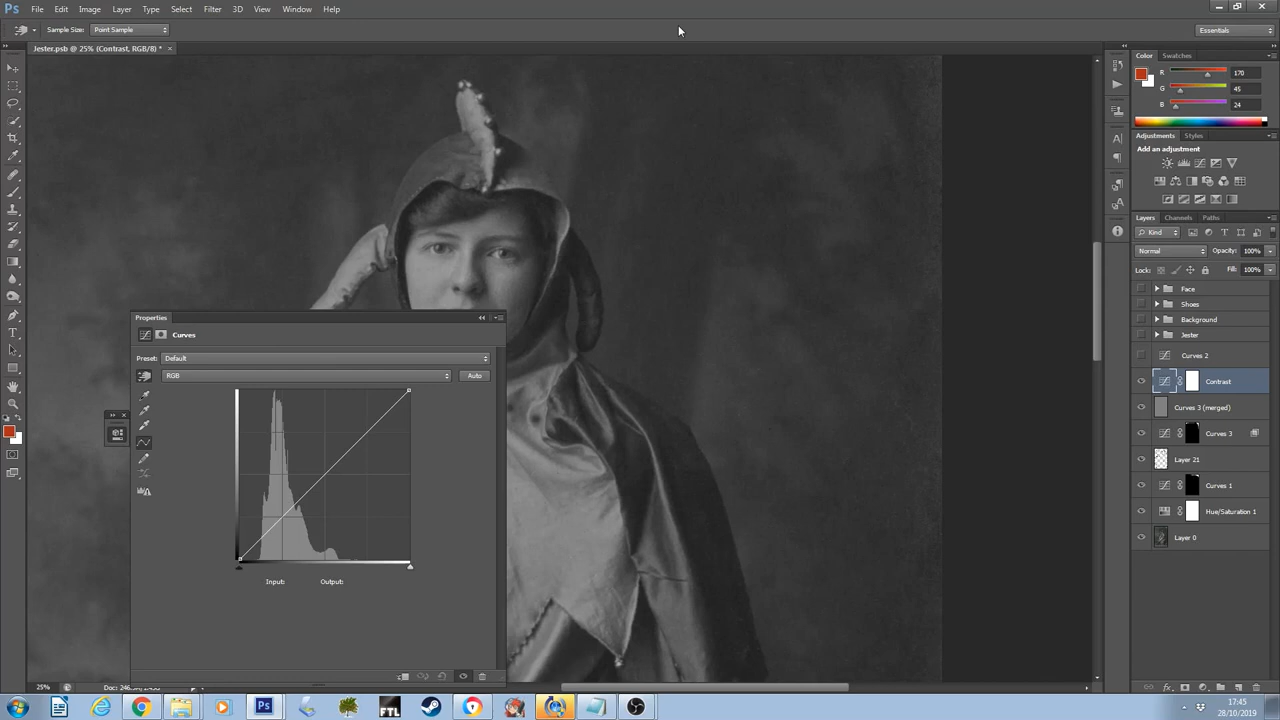 Ps File Edit Image Layer Type Select Filter 3D View Window Help
Sample Size: Point Sample Essentials
Jester.psb @ 25% (Contrast, RGB/8) * ×
Color Swatches
R 170
G 45
B 24
Adjustments Styles
Add an adjustment
Layers Channels Paths
Kind
Normal Opacity: 100%
Lock: Fill: 100%
Face
Shoes
Background
Jester
Curves 2
Contrast
Curves 3 (merged)
Curves 3
Layer 21
Curves 1
Hue/Saturation 1
Layer 0
Properties
Curves
Preset: Default
RGB Auto
Input: Output:
25%
FTL
17:45
28/10/2019